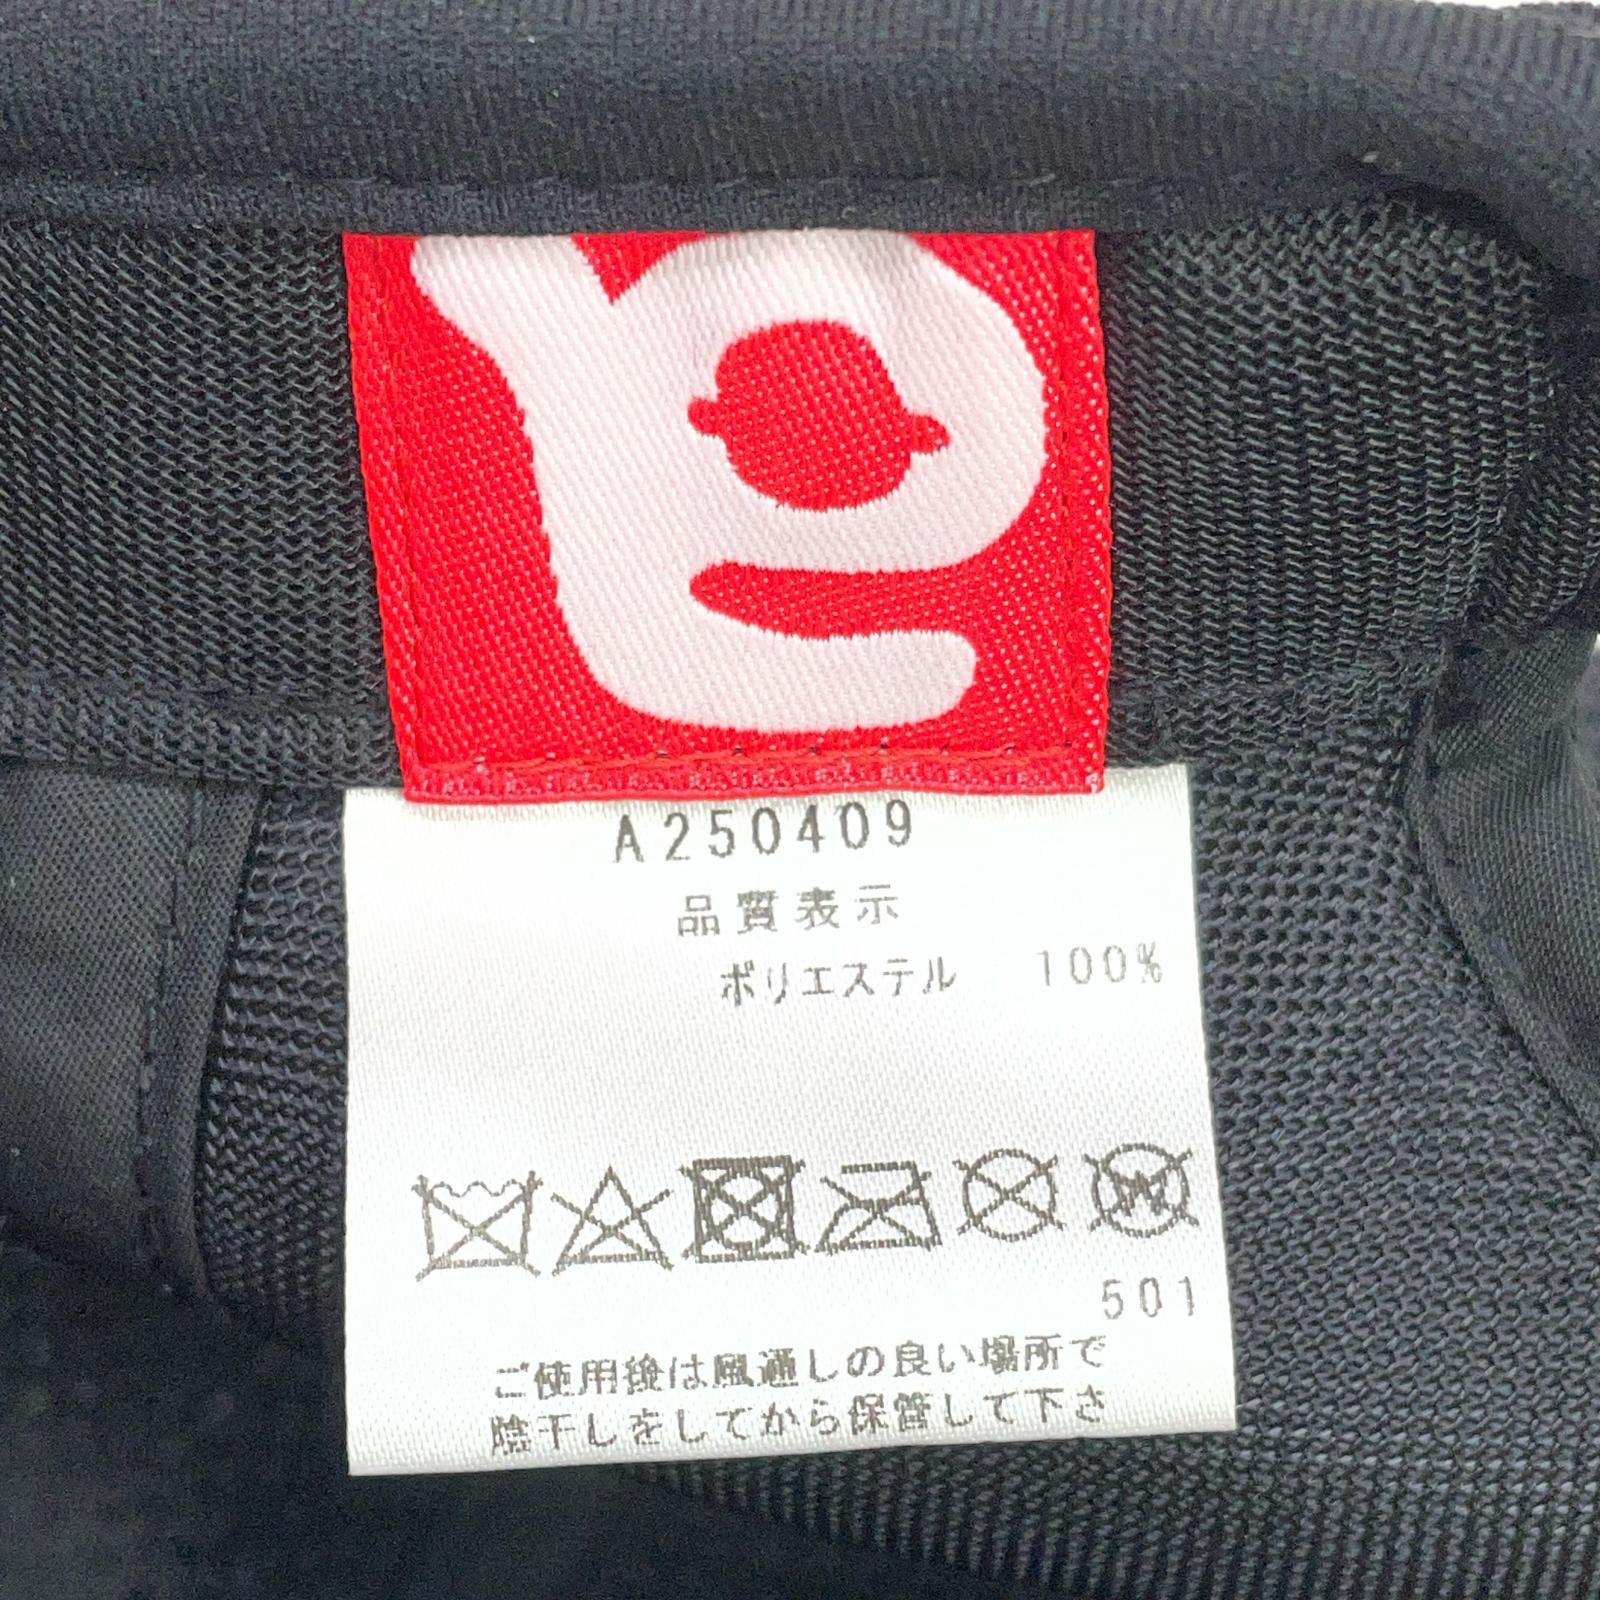 A250409
品質表示
ポリエステル 100%
501
ご使用後は風通しの良い場所で
陰干しをしてから保管して下さ